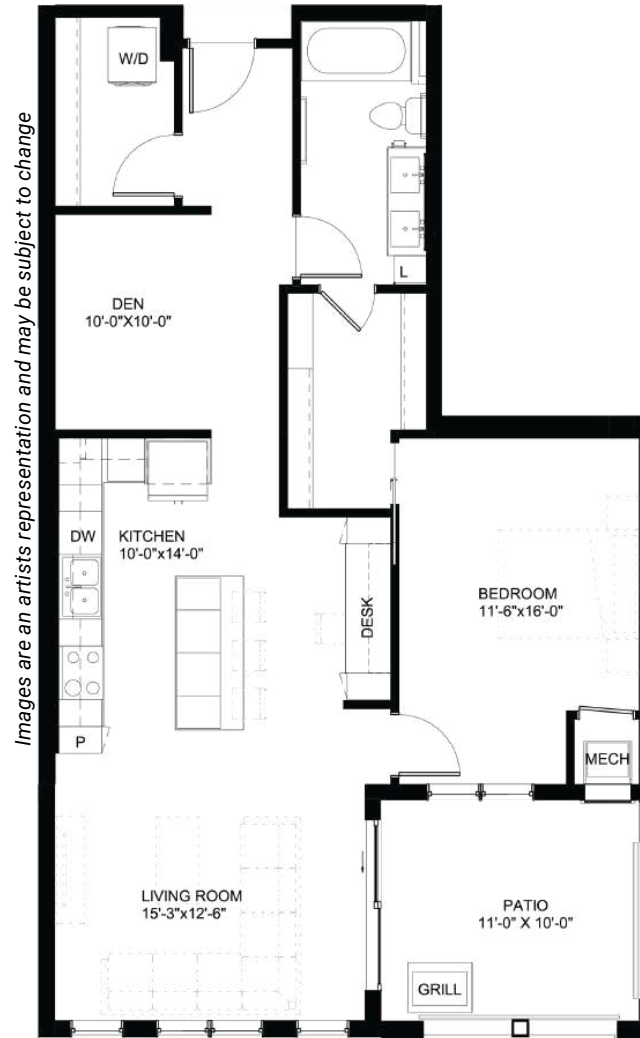 Images are an artists representation and may be subject to change
W/D
L
DEN
10'-0"X10'-0"
DW
KITCHEN
10'-0"x14'-0"
DESK
BEDROOM
11'-6"x16'-0"
P
MECH
LIVING ROOM
15'-3"x12'-6"
PATIO
11'-0" X 10'-0"
GRILL